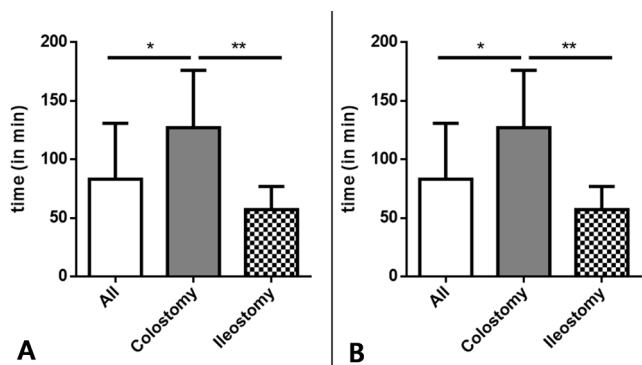 * **
200
150
100
50
0
time (in min)
All
Colostomy
Ileostomy
A
* **
200
150
100
50
0
time (in min)
All
Colostomy
Ileostomy
B